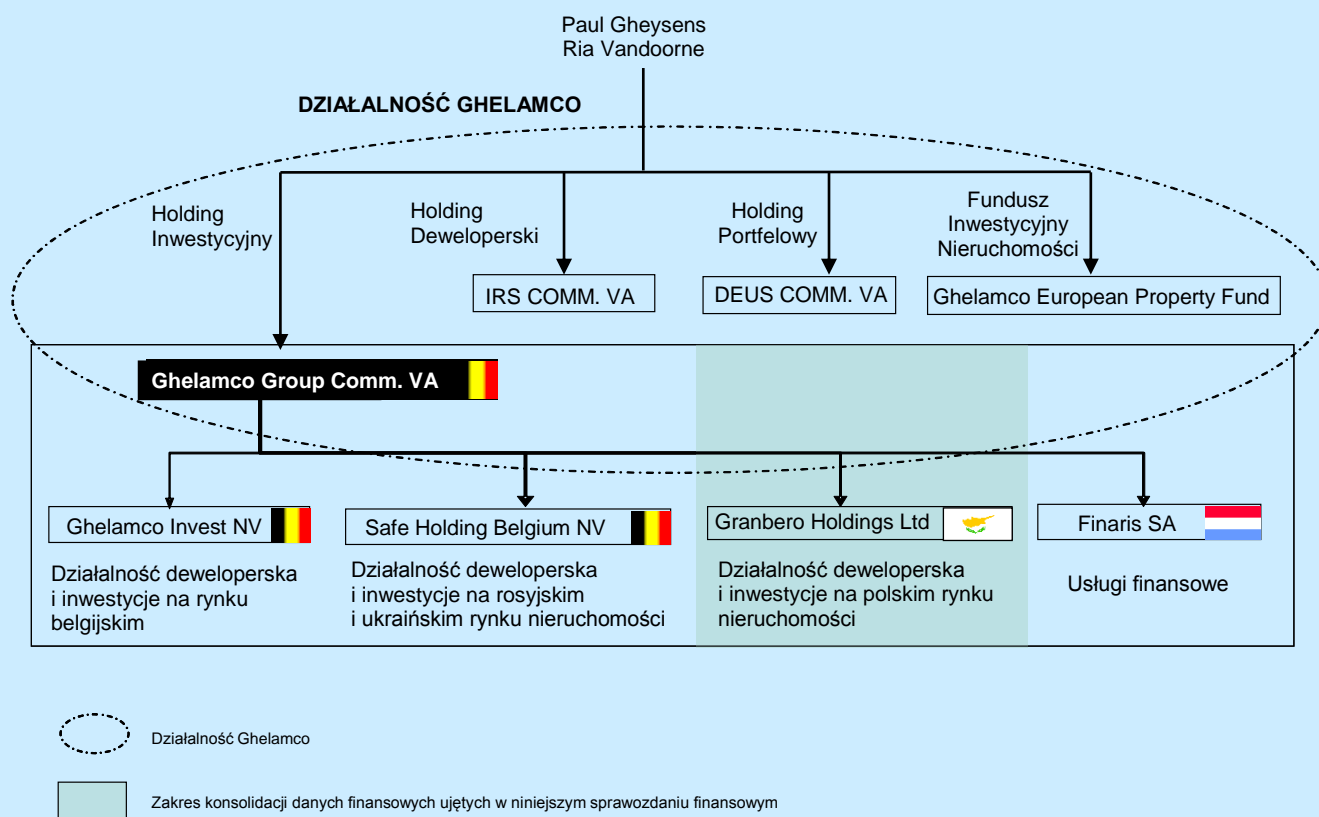 Paul Gheysens
Ria Vandoorne
DZIAŁALNOŚĆ GHELAMCO
Holding
Inwestycyjny
Holding
Deweloperski
Holding
Portfelowy
Fundusz
Inwestycyjny
Nieruchomości
IRS COMM. VA
DEUS COMM. VA
Ghelamco European Property Fund
Ghelamco Group Comm. VA
Ghelamco Invest NV
Safe Holding Belgium NV
Granbero Holdings Ltd
Finaris SA
Działalność deweloperska
i inwestycje na rynku
belgijskim
Działalność deweloperska
i inwestycje na rosyjskim
i ukraińskim rynku nieruchomości
Działalność deweloperska
i inwestycje na polskim rynku
nieruchomości
Usługi finansowe
Działalność Ghelamco
Zakres konsolidacji danych finansowych ujętych w niniejszym sprawozdaniu finansowym